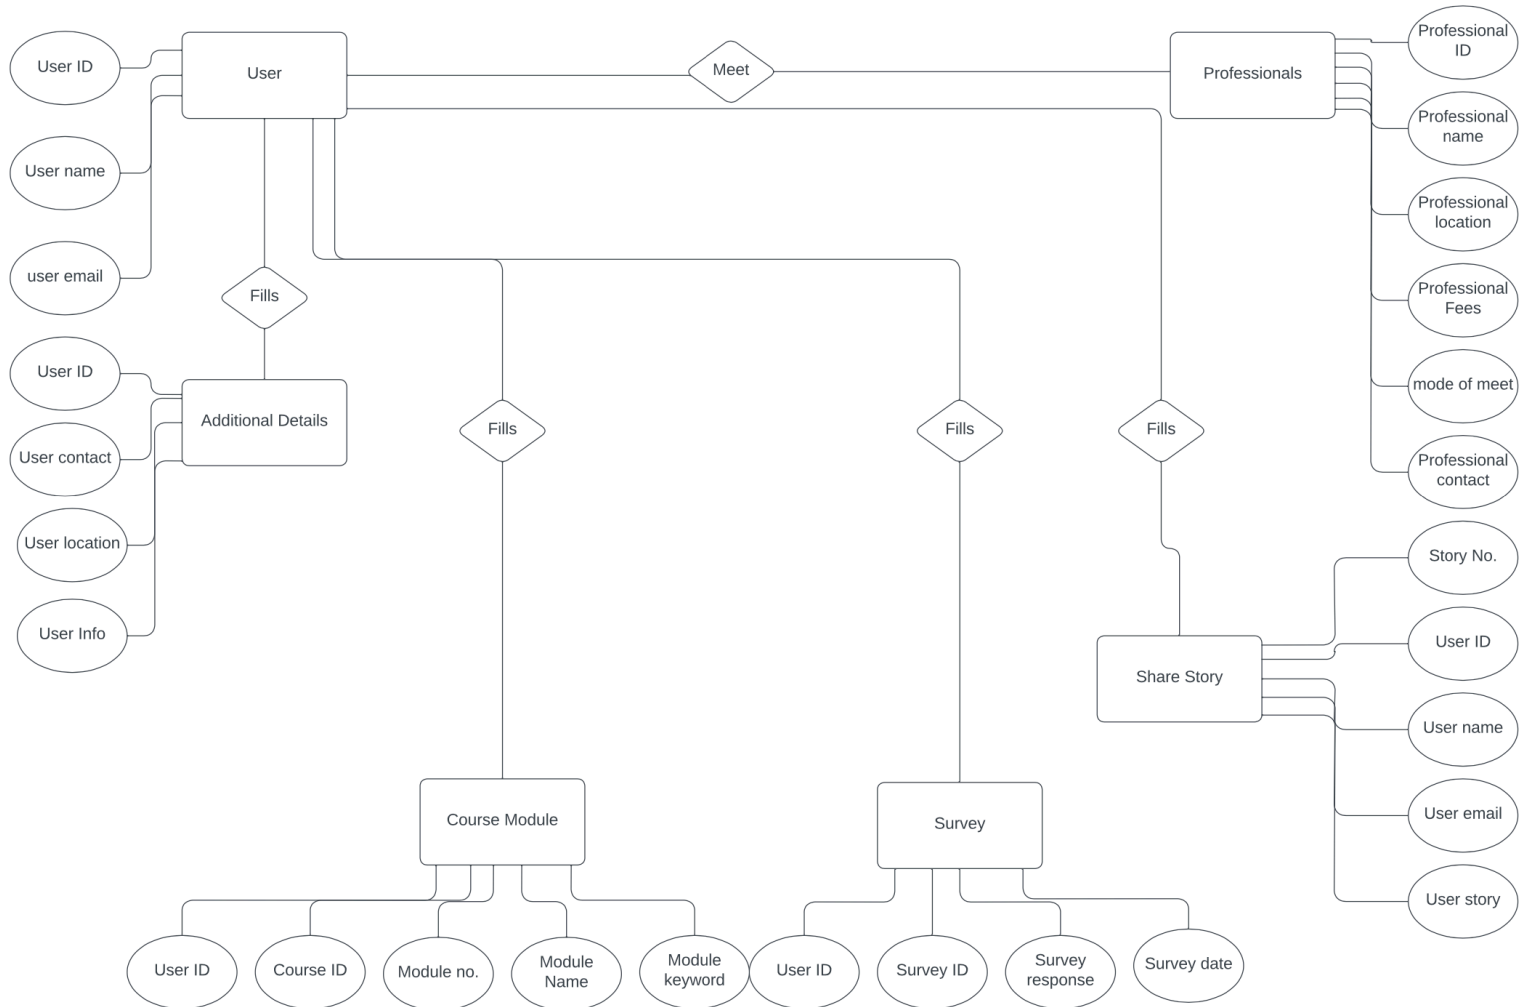 User ID
User
Meet
Professionals
Professional
ID
User name
Professional
name
Professional
location
user email
Fills
Professional
Fees
User ID
mode of meet
Additional Details
User contact
Fills
Fills
Fills
Professional
contact
User location
Story No.
User Info
User ID
Share Story
User name
Course Module
Survey
User email
User story
User ID
Course ID
Module no.
Module
Name
Module
keyword
User ID
Survey ID
Survey
response
Survey date